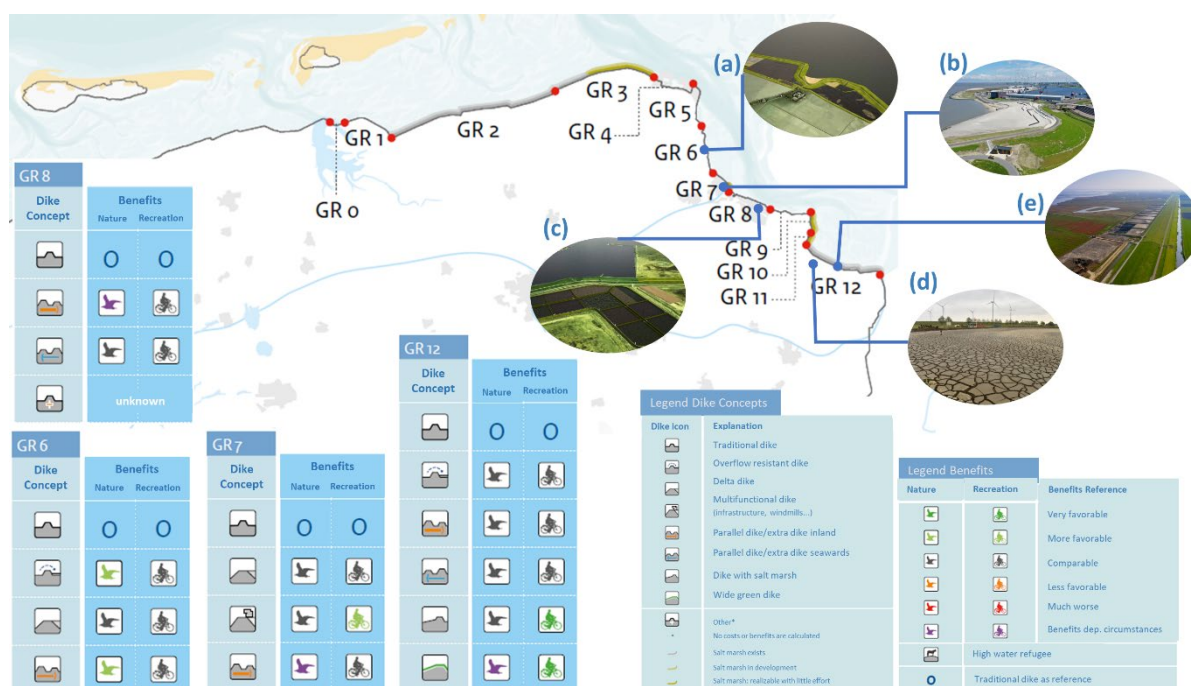 (a)
(b)
GR 3
GR 5
GR 4
GR 2
GR 1
GR 6
GR 8
Dike
Concept
Benefits
Nature Recreation
O O
unknown
GR 0
GR 7
GR 8
(c)
(e)
GR 9
GR 10
GR 11
GR 12
(d)
GR 12
Dike
Concept
Benefits
Nature Recreation
O O
GR 6
Dike
Concept
Benefits
Nature Recreation
O O
GR 7
Dike
Concept
Benefits
Nature Recreation
O O
Legend Dike Concepts
Dike icon Explanation
Traditional dike
Overflow resistant dike
Delta dike
Multifunctional dike
(infrastructure, windmills...)
Parallel dike/extra dike inland
Parallel dike/extra dike seawards
Dike with salt marsh
Wide green dike
Other*
* No costs or benefits are calculated
Salt marsh exists
Salt marsh in development
Salt marsh: realizable with little effort
Legend Benefits
Nature Recreation Benefits Reference
Very favorable
More favorable
Comparable
Less favorable
Much worse
Benefits dep. circumstances
High water refugee
O Traditional dike as reference